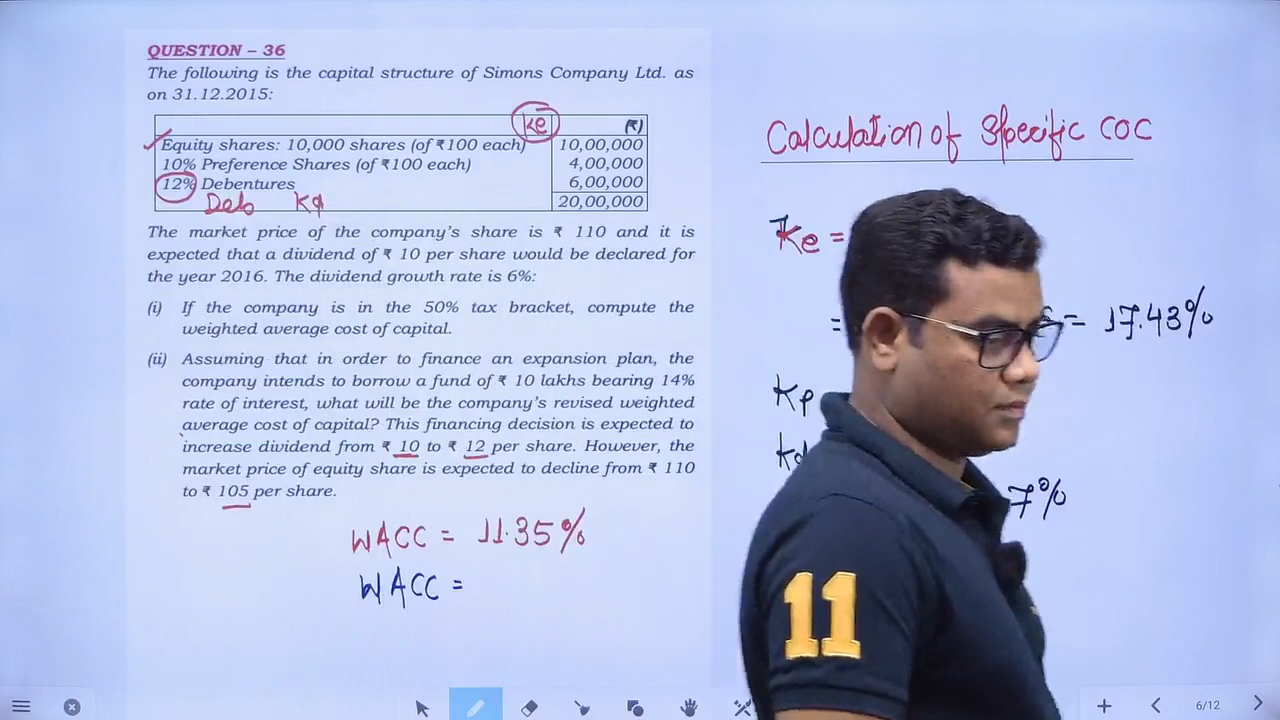 QUESTION – 36
The following is the capital structure of Simons Company Ltd. as
on 31.12.2015:
Ke (₹)
Equity shares: 10,000 shares (of ₹100 each) 10,00,000
10% Preference Shares (of ₹100 each) 4,00,000
12% Debentures 6,00,000
20,00,000
The market price of the company's share is ₹ 110 and it is
expected that a dividend of ₹ 10 per share would be declared for
the year 2016. The dividend growth rate is 6%:
(i) If the company is in the 50% tax bracket, compute the
weighted average cost of capital.
(ii) Assuming that in order to finance an expansion plan, the
company intends to borrow a fund of ₹ 10 lakhs bearing 14%
rate of interest, what will be the company's revised weighted
average cost of capital? This financing decision is expected to
increase dividend from ₹ 10 to ₹ 12 per share. However, the
market price of equity share is expected to decline from ₹ 110
to ₹ 105 per share.
WACC = 11.35%
WACC =
Calculation of Specific COC
Ke =
= = 17.43%
Kp
Kd
7%
11
6/12